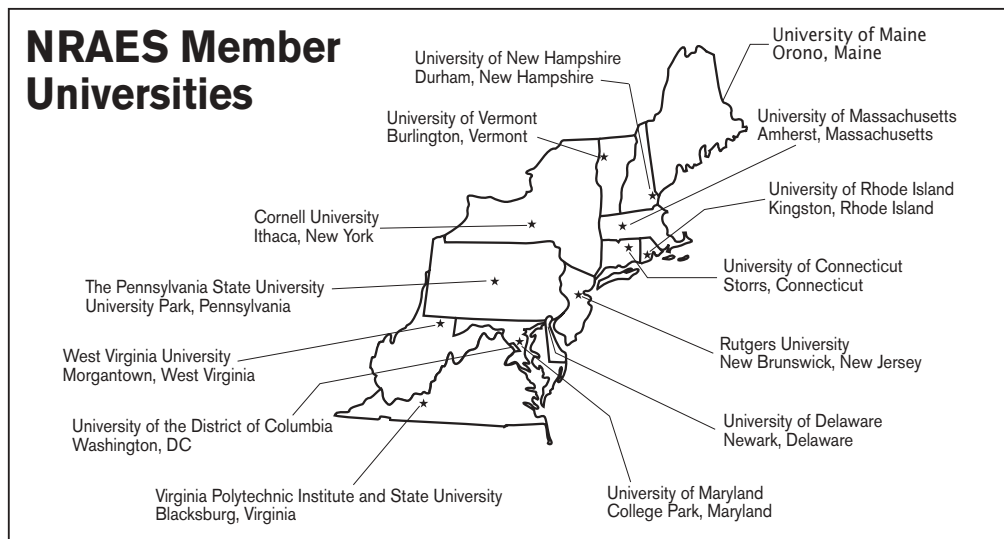 NRAES Member
Universities
University of Maine
Orono, Maine
University of New Hampshire
Durham, New Hampshire
University of Massachusetts
Amherst, Massachusetts
University of Vermont
Burlington, Vermont
University of Rhode Island
Kingston, Rhode Island
Cornell University
Ithaca, New York
University of Connecticut
Storrs, Connecticut
The Pennsylvania State University
University Park, Pennsylvania
Rutgers University
New Brunswick, New Jersey
West Virginia University
Morgantown, West Virginia
University of Delaware
Newark, Delaware
University of the District of Columbia
Washington, DC
University of Maryland
College Park, Maryland
Virginia Polytechnic Institute and State University
Blacksburg, Virginia